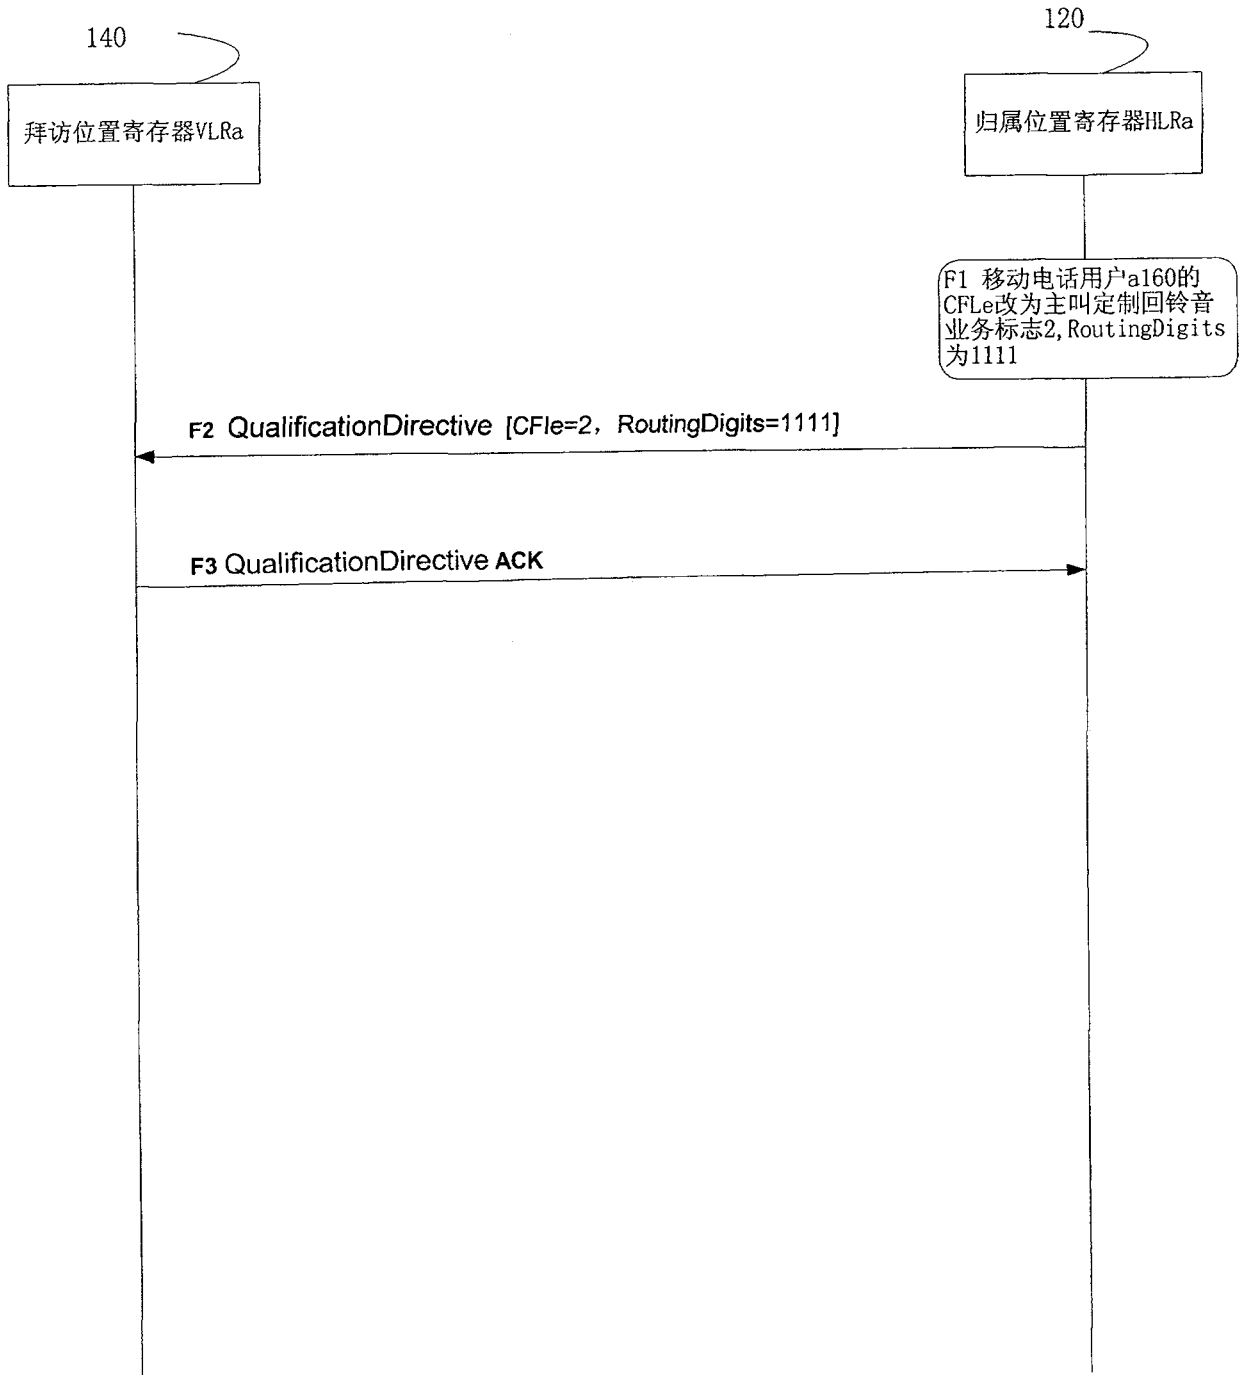 140
120
拜访位置寄存器VLRa
归属位置寄存器HLRa
F1 移动电话用户a160的
CFLe改为主叫定制回铃音
业务标志2,RoutingDigits
为1111
F2 QualificationDirective [CFle=2, RoutingDigits=1111]
F3 QualificationDirective ACK